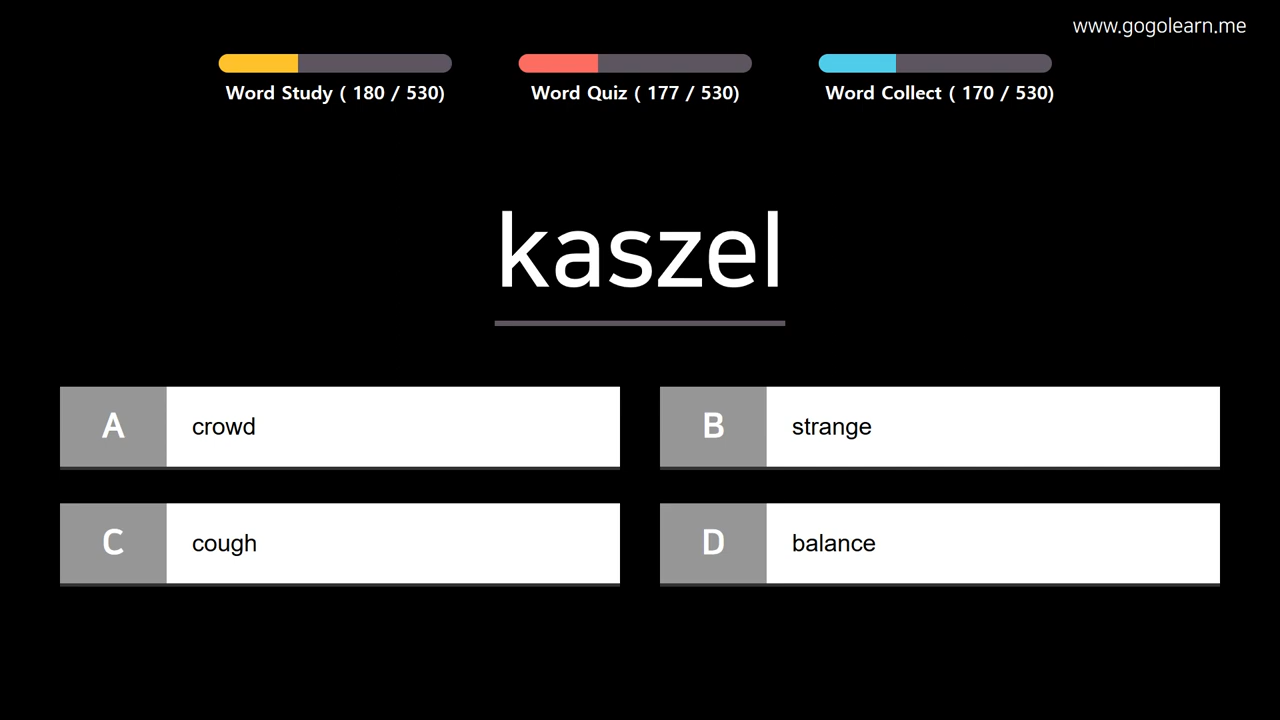 www.gogolearn.me
Word Study ( 180 / 530)
Word Quiz ( 177 / 530)
Word Collect ( 170 / 530)
kaszel
A crowd
B strange
C cough
D balance